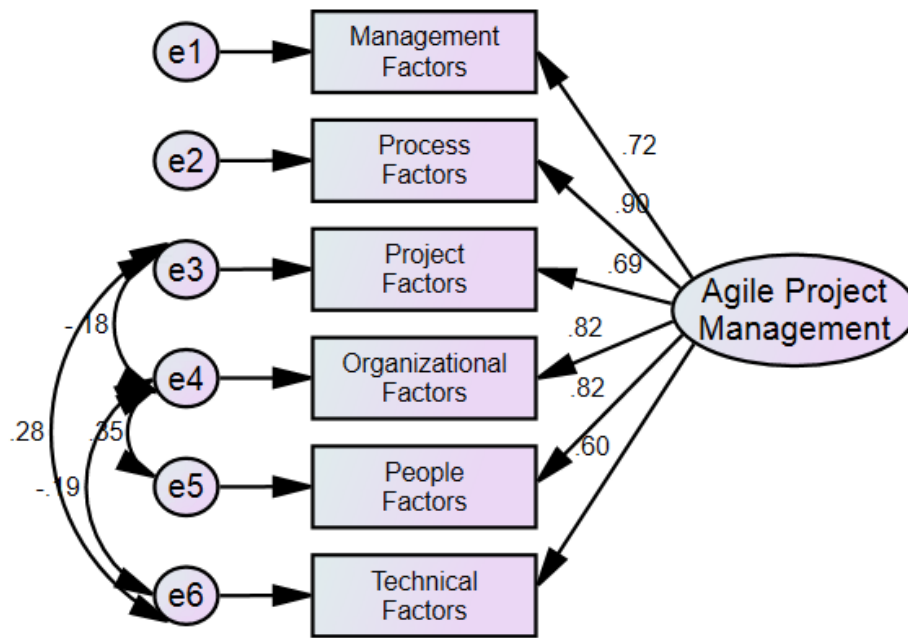 e1
Management
Factors
.72
e2
Process
Factors
.90
e3
Project
Factors
.69
Agile Project
Management
-.18
.82
e4
Organizational
Factors
.82
.28
.35
-.19
.60
e5
People
Factors
e6
Technical
Factors